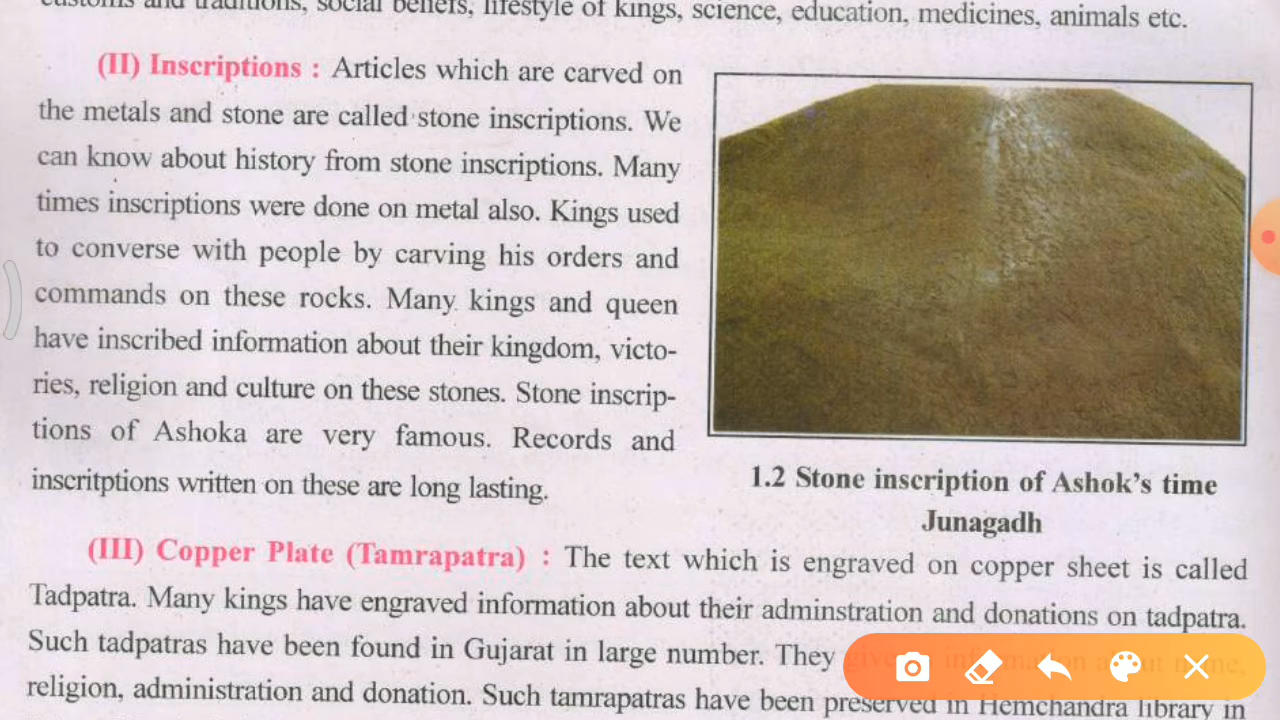 customs and traditions, social beliefs, lifestyle of kings, science, education, medicines, animals etc.
(II) Inscriptions : Articles which are carved on
the metals and stone are called stone inscriptions. We
can know about history from stone inscriptions. Many
times inscriptions were done on metal also. Kings used
to converse with people by carving his orders and
commands on these rocks. Many kings and queen
have inscribed information about their kingdom, victo-
ries, religion and culture on these stones. Stone inscrip-
tions of Ashoka are very famous. Records and
inscritptions written on these are long lasting.
1.2 Stone inscription of Ashok's time
Junagadh
(III) Copper Plate (Tamrapatra) : The text which is engraved on copper sheet is called
Tadpatra. Many kings have engraved information about their adminstration and donations on tadpatra.
Such tadpatras have been found in Gujarat in large number. They
religion, administration and donation. Such tamrapatras have been preserved in Hemchandra library in